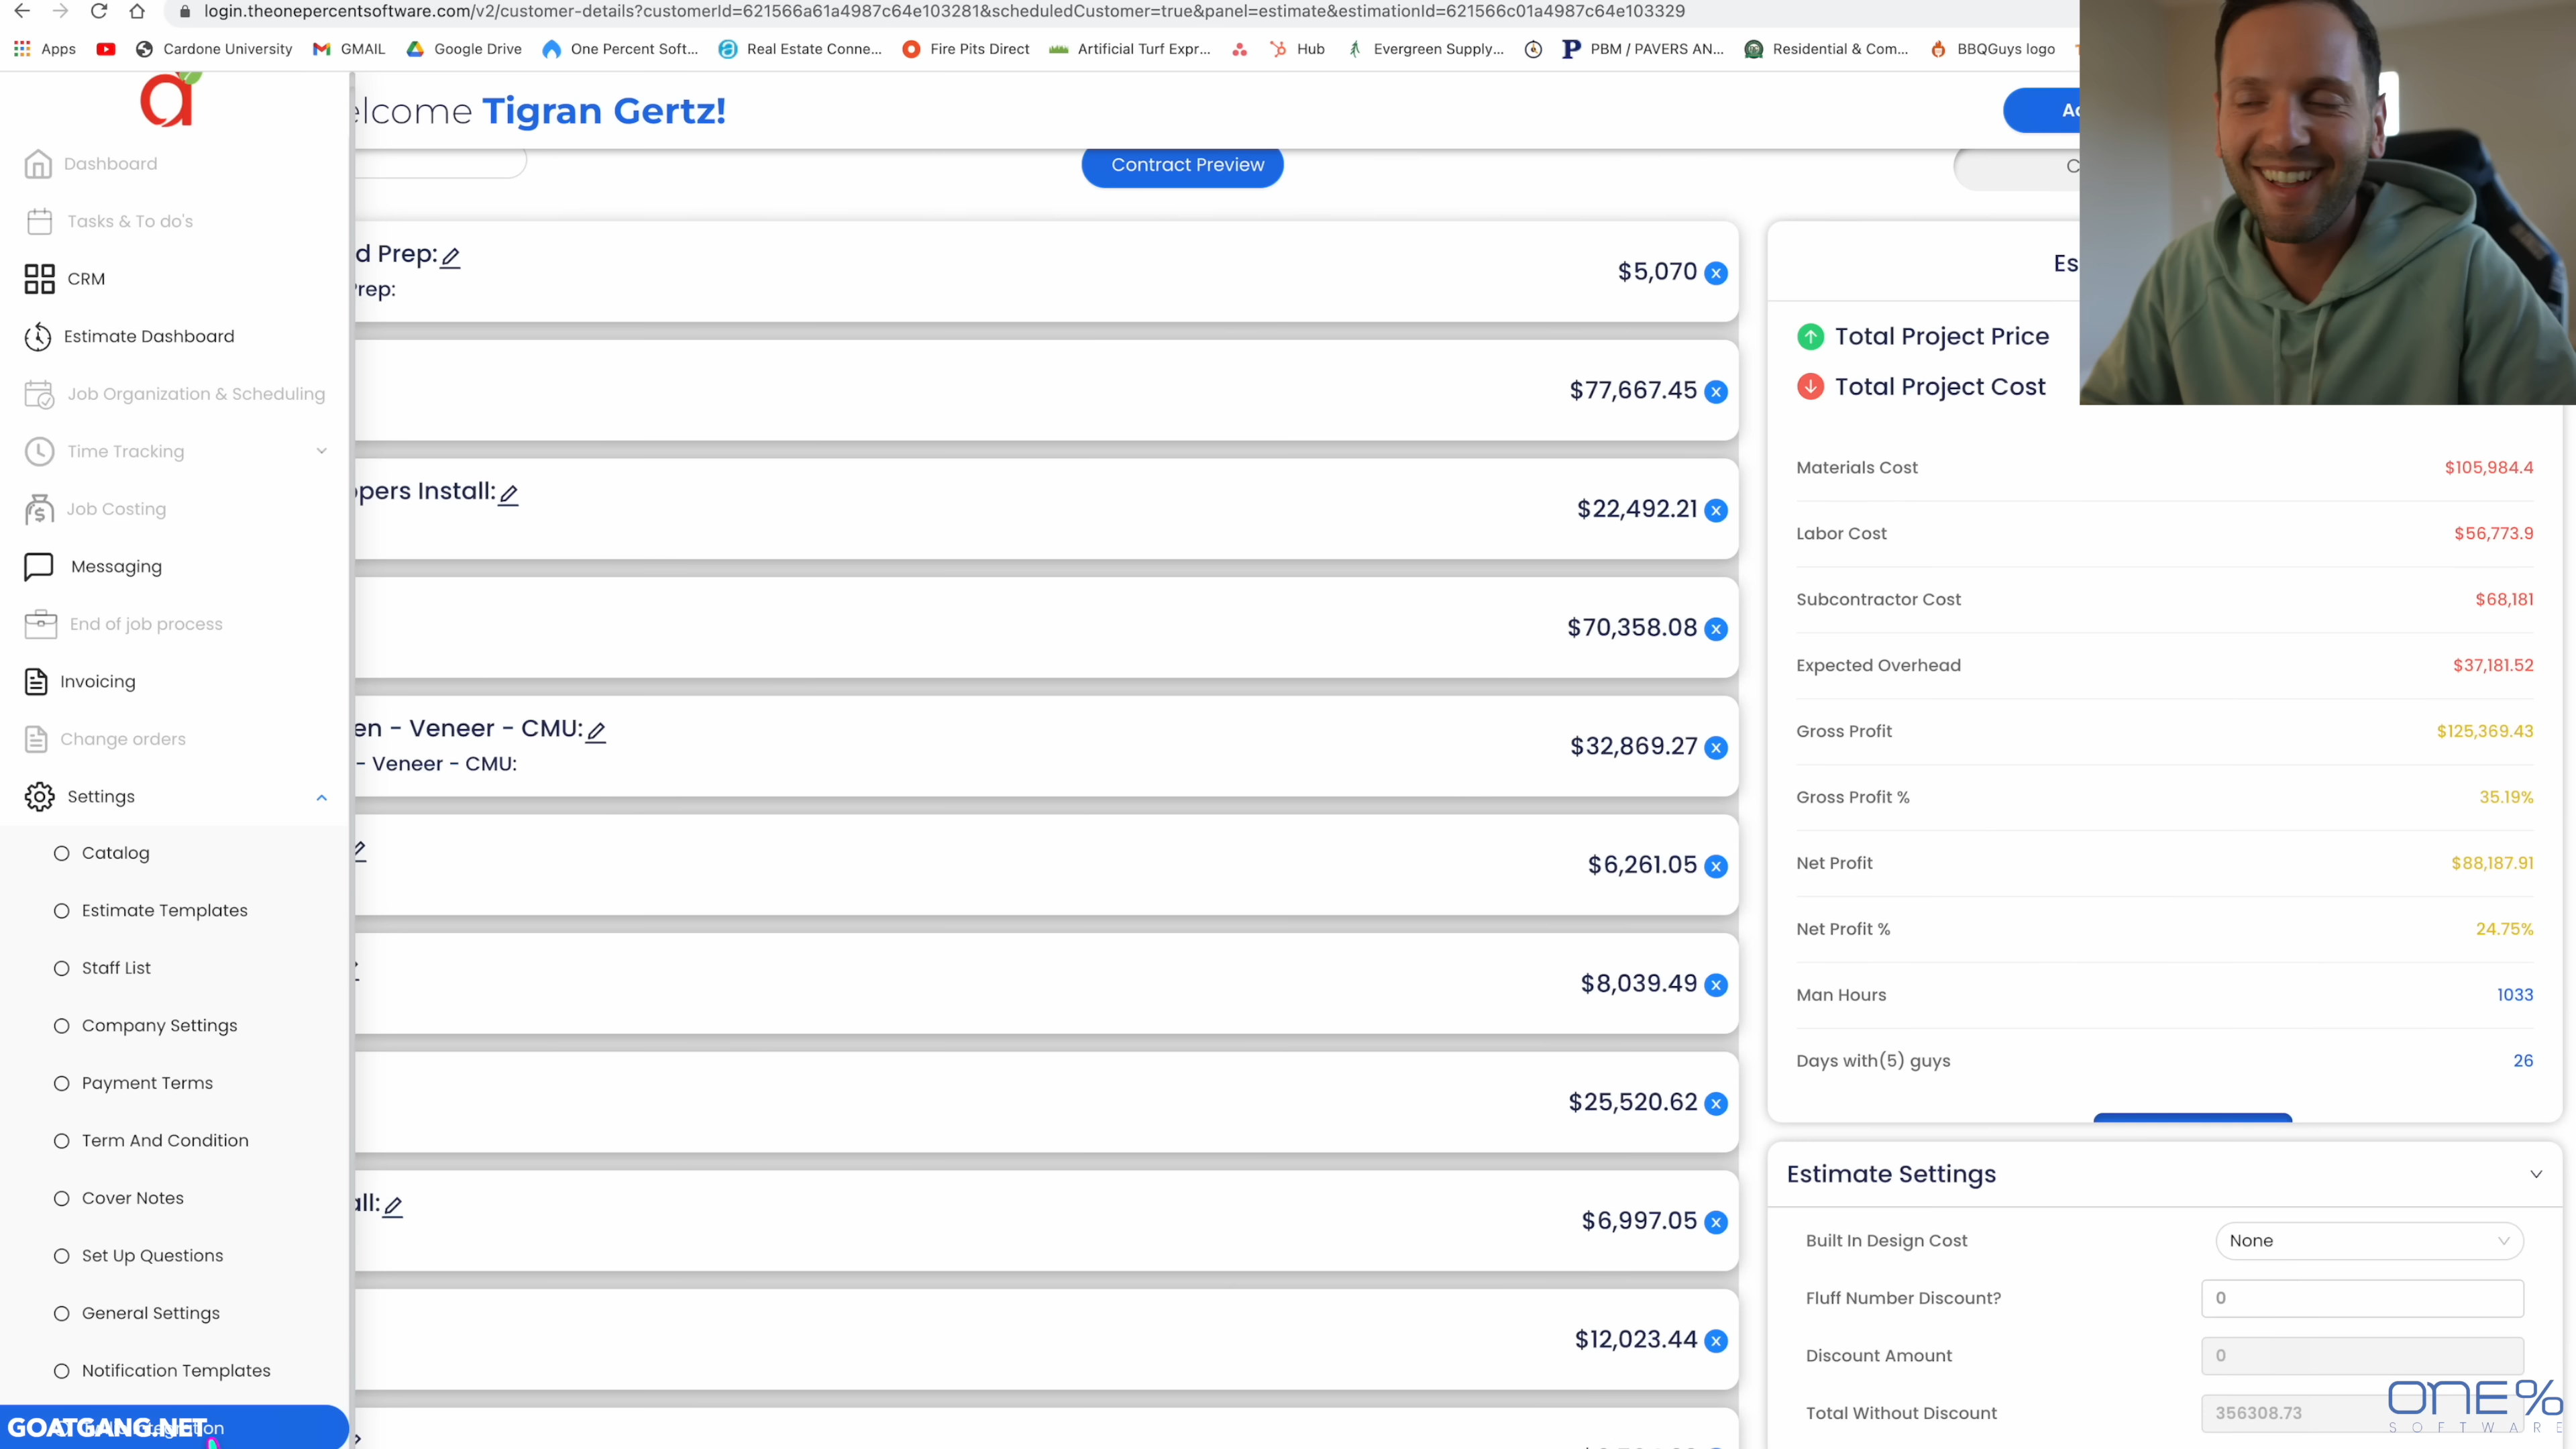 login.theonepercentsoftware.com/v2/customer-details?customerId=621566a61a4987c64e103281&scheduledCustomer=true&panel=estimate&estimationId=621566c01a4987c64e103329
Apps
Cardone University
GMAIL
Google Drive
One Percent Soft...
Real Estate Conne...
Fire Pits Direct
Artificial Turf Expr...
Hub
Evergreen Supply...
PBM / PAVERS AN...
Residential & Com...
BBQGuys logo
elcome Tigran Gertz!
Contract Preview
Dashboard
Tasks & To do's
CRM
Estimate Dashboard
Job Organization & Scheduling
Time Tracking
Job Costing
Messaging
End of job process
Invoicing
Change orders
Settings
Catalog
Estimate Templates
Staff List
Company Settings
Payment Terms
Term And Condition
Cover Notes
Set Up Questions
General Settings
Notification Templates
GOATGANG.NET
d Prep:
Prep:
$5,070
$77,667.45
ppers Install:
$22,492.21
$70,358.08
en - Veneer - CMU:
- Veneer - CMU:
$32,869.27
$6,261.05
$8,039.49
$25,520.62
all:
$6,997.05
$12,023.44
Es
Total Project Price
Total Project Cost
Materials Cost $105,984.4
Labor Cost $56,773.9
Subcontractor Cost $68,181
Expected Overhead $37,181.52
Gross Profit $125,369.43
Gross Profit % 35.19%
Net Profit $88,187.91
Net Profit % 24.75%
Man Hours 1033
Days with(5) guys 26
Estimate Settings
Built In Design Cost None
Fluff Number Discount? 0
Discount Amount 0
Total Without Discount 356308.73
ONE%
SOFTWARE